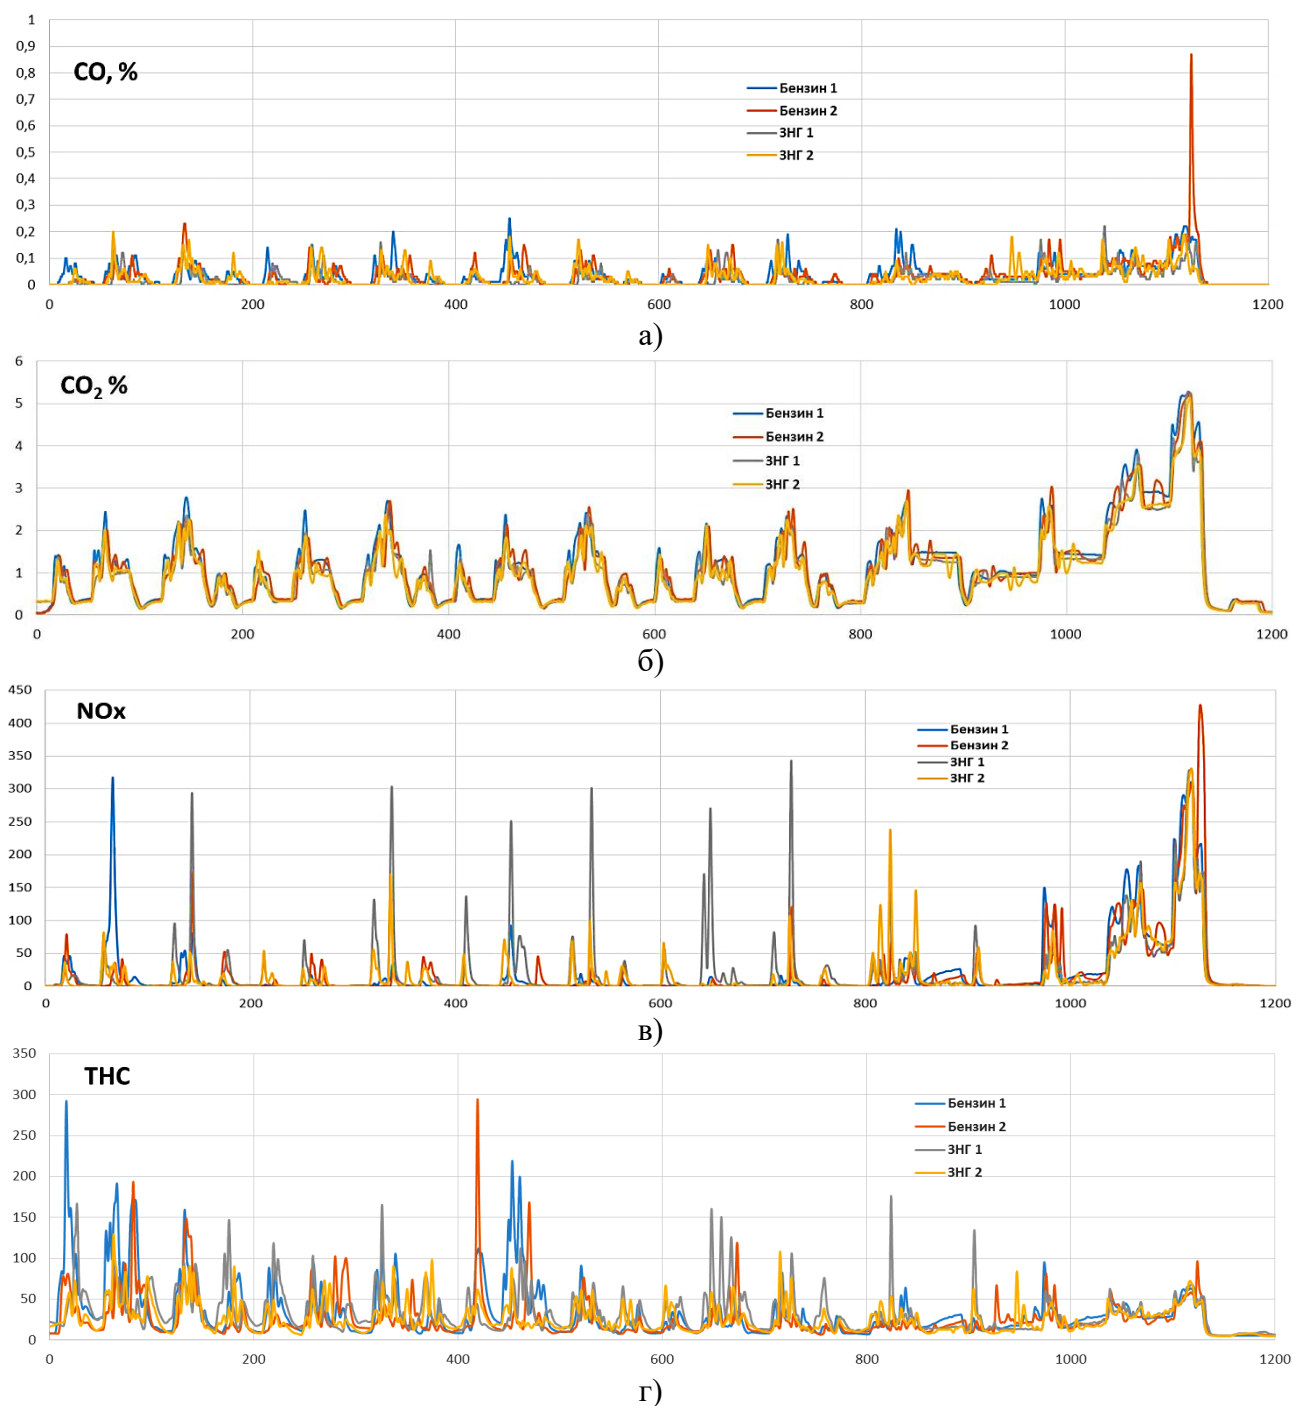 1
0,9
0,8
0,7
0,6
0,5
0,4
0,3
0,2
0,1
0
CO, %
Бензин 1
Бензин 2
ЗНГ 1
ЗНГ 2
0 200 400 600 800 1000 1200
а)
6
5
4
3
2
1
0
CO₂ %
Бензин 1
Бензин 2
ЗНГ 1
ЗНГ 2
0 200 400 600 800 1000 1200
б)
450
400
350
300
250
200
150
100
50
0
NOx
Бензин 1
Бензин 2
ЗНГ 1
ЗНГ 2
0 200 400 600 800 1000 1200
в)
350
300
250
200
150
100
50
0
THC
Бензин 1
Бензин 2
ЗНГ 1
ЗНГ 2
0 200 400 600 800 1000 1200
г)